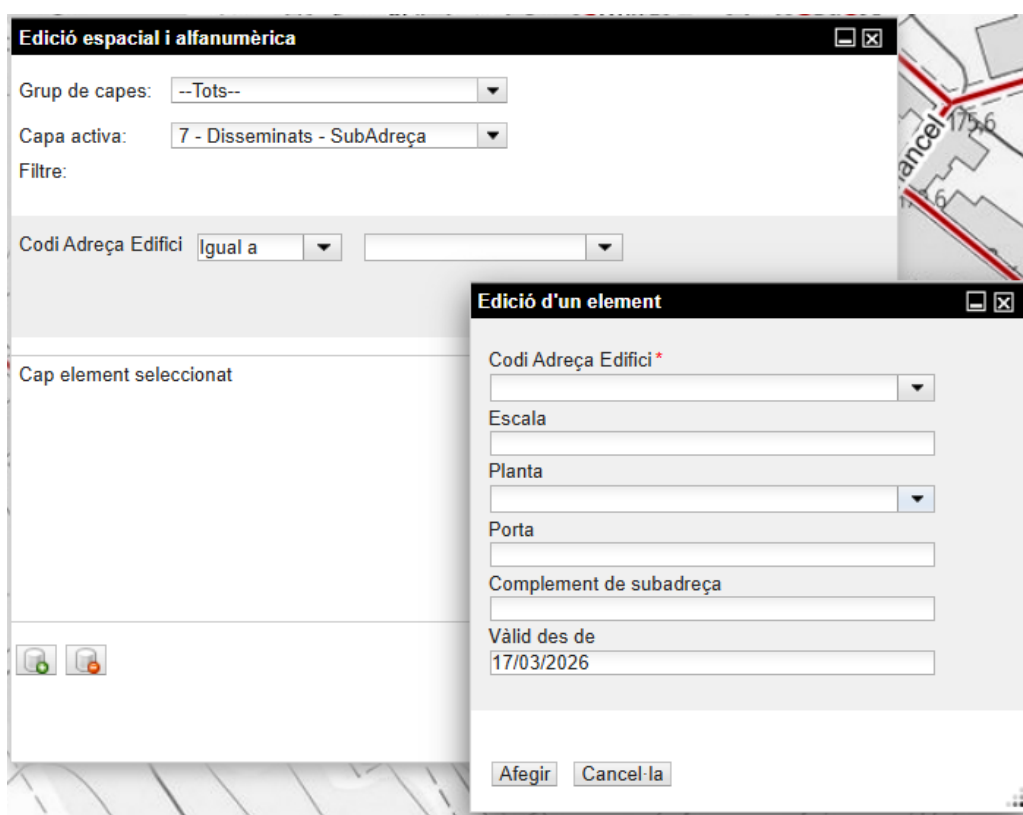 Edició espacial i alfanumèrica
Grup de capes: --Tots--
Capa activa: 7 - Disseminats - SubAdreça
Filtre:
Codi Adreça Edifici Igual a
Cap element seleccionat
Edició d'un element
Codi Adreça Edifici *
Escala
Planta
Porta
Complement de subadreça
Vàlid des de
17/03/2026
Afegir Cancel·la
175,6